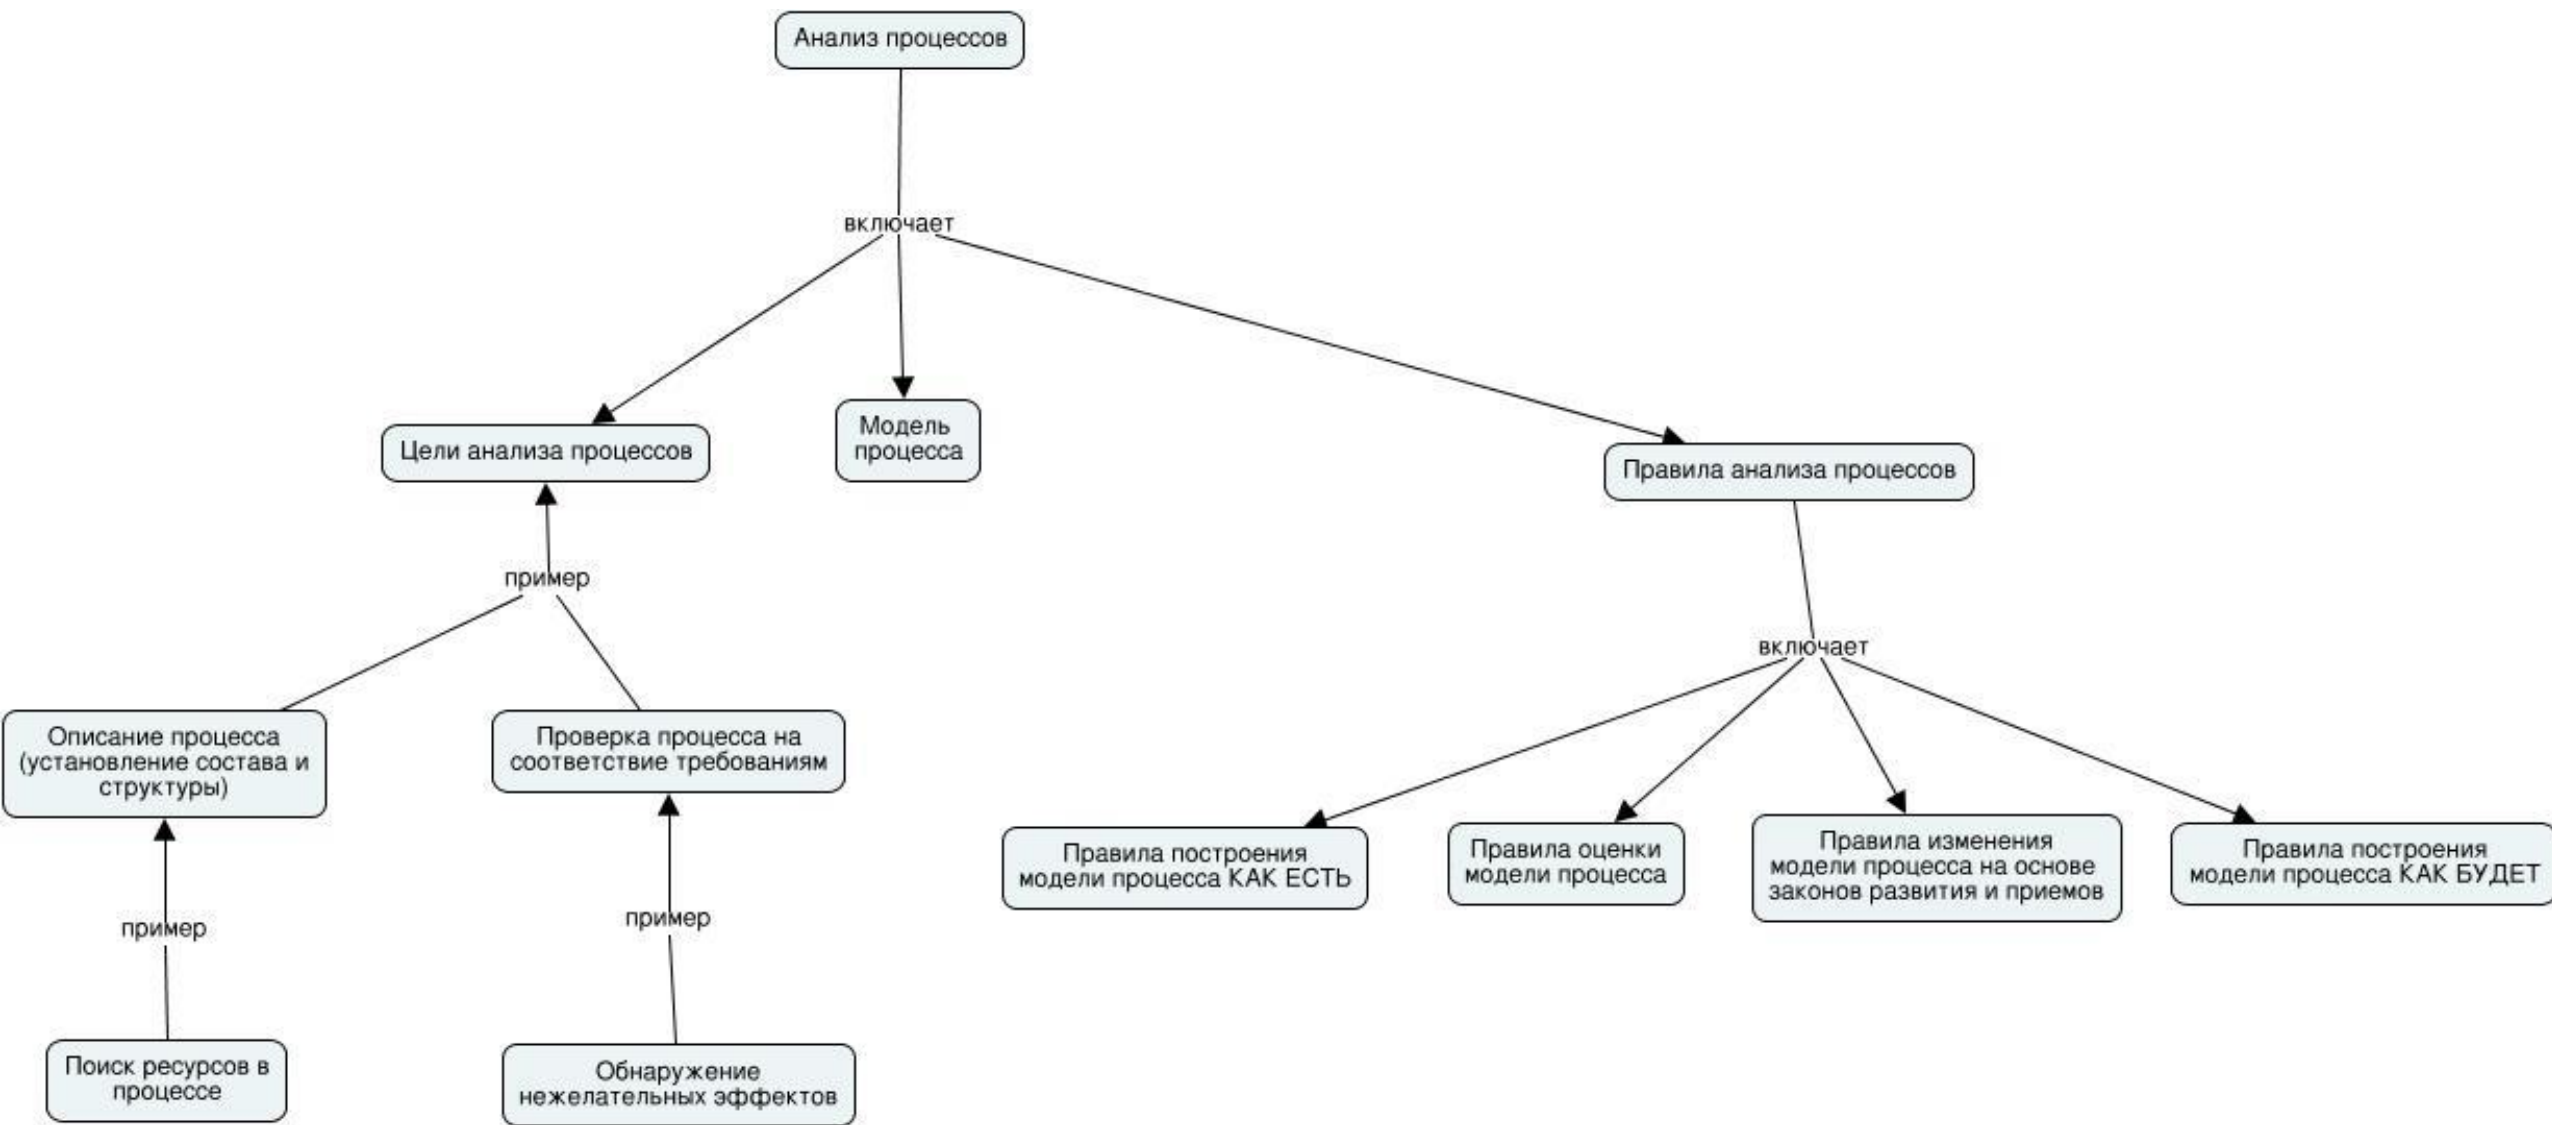 Анализ процессов
включает
Цели анализа процессов
Модель
процесса
Правила анализа процессов
пример
включает
Описание процесса
(установление состава и
структуры)
Проверка процесса на
соответствие требованиям
Правила построения
модели процесса КАК ЕСТЬ
Правила оценки
модели процесса
Правила изменения
модели процесса на основе
законов развития и приемов
Правила построения
модели процесса КАК БУДЕТ
пример
пример
Поиск ресурсов в
процессе
Обнаружение
нежелательных эффектов